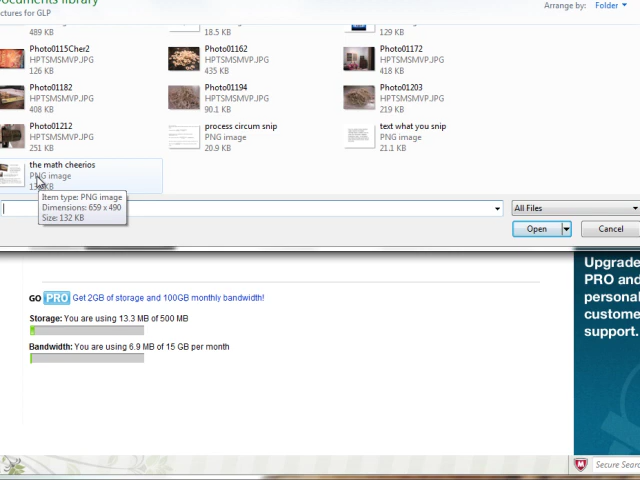 ocuments library
ctures for GLP
Arrange by: Folder
489 KB
18.5 KB
129 KB
Photo0115Cher2
HPTSMSMVP.JPG
126 KB
Photo01162
HPTSMSMVP.JPG
435 KB
Photo01172
HPTSMSMVP.JPG
418 KB
Photo01182
HPTSMSMVP.JPG
408 KB
Photo01194
HPTSMSMVP.JPG
90.1 KB
Photo01203
HPTSMSMVP.JPG
219 KB
Photo01212
HPTSMSMVP.JPG
251 KB
process circum snip
PNG image
20.9 KB
text what you snip
PNG image
21.1 KB
the math cheerios
PNG image
Item type: PNG image
Dimensions: 659 x 490
Size: 132 KB
All Files
Open
Cancel
GO PRO Get 2GB of storage and 100GB monthly bandwidth!
Storage: You are using 13.3 MB of 500 MB
Bandwidth: You are using 6.9 MB of 15 GB per month
Upgrade
PRO and
personal
custome
support.
Secure Sear